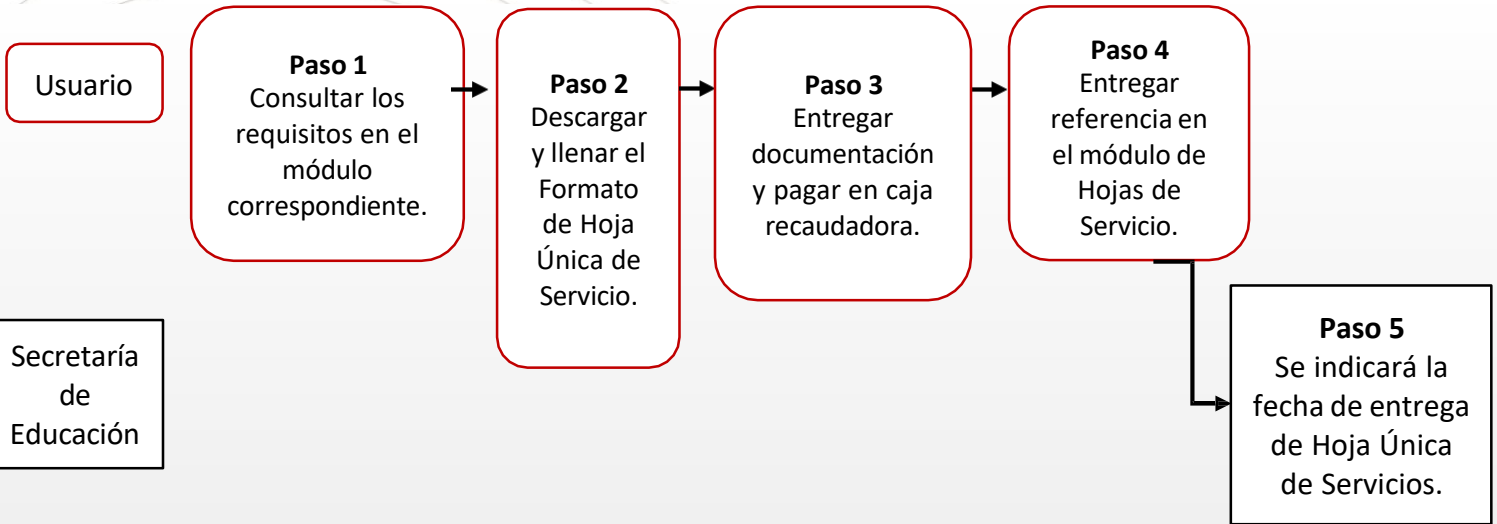 Usuario
Paso 1
Consultar los
requisitos en el
módulo
correspondiente.
Paso 2
Descargar
y llenar el
Formato
de Hoja
Única de
Servicio.
Paso 3
Entregar
documentación
y pagar en caja
recaudadora.
Paso 4
Entregar
referencia en
el módulo de
Hojas de
Servicio.
Secretaría
de
Educación
Paso 5
Se indicará la
fecha de entrega
de Hoja Única
de Servicios.